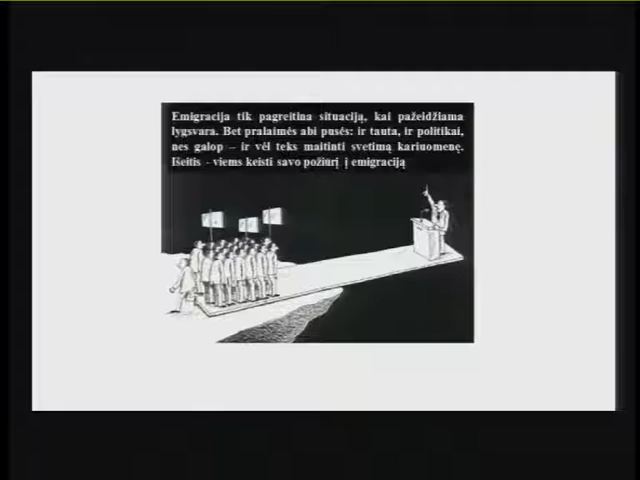 Emigracija tik pagreitina situaciją, kai pažeidžiama
lygsvara. Bet pralaimės abi pusės: ir tauta, ir politikai,
nes galop – ir vėl teks maitinti svetimą kariuomenę.
Išeitis - visiems keisti savo požiūrį į emigraciją